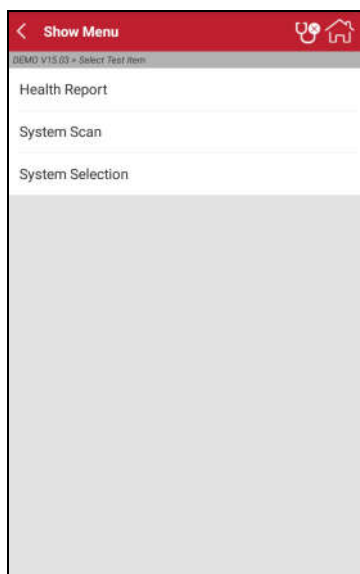 Show Menu
DEMO V15.03 > Select Test Item
Health Report
System Scan
System Selection